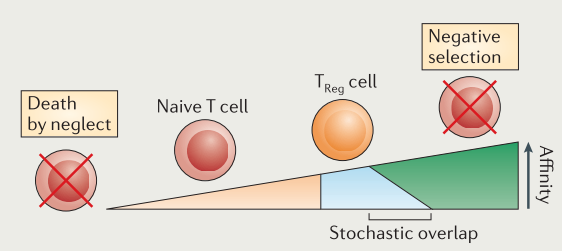 Death
by neglect
Naive T cell
TReg cell
Negative
selection
Affinity
Stochastic overlap